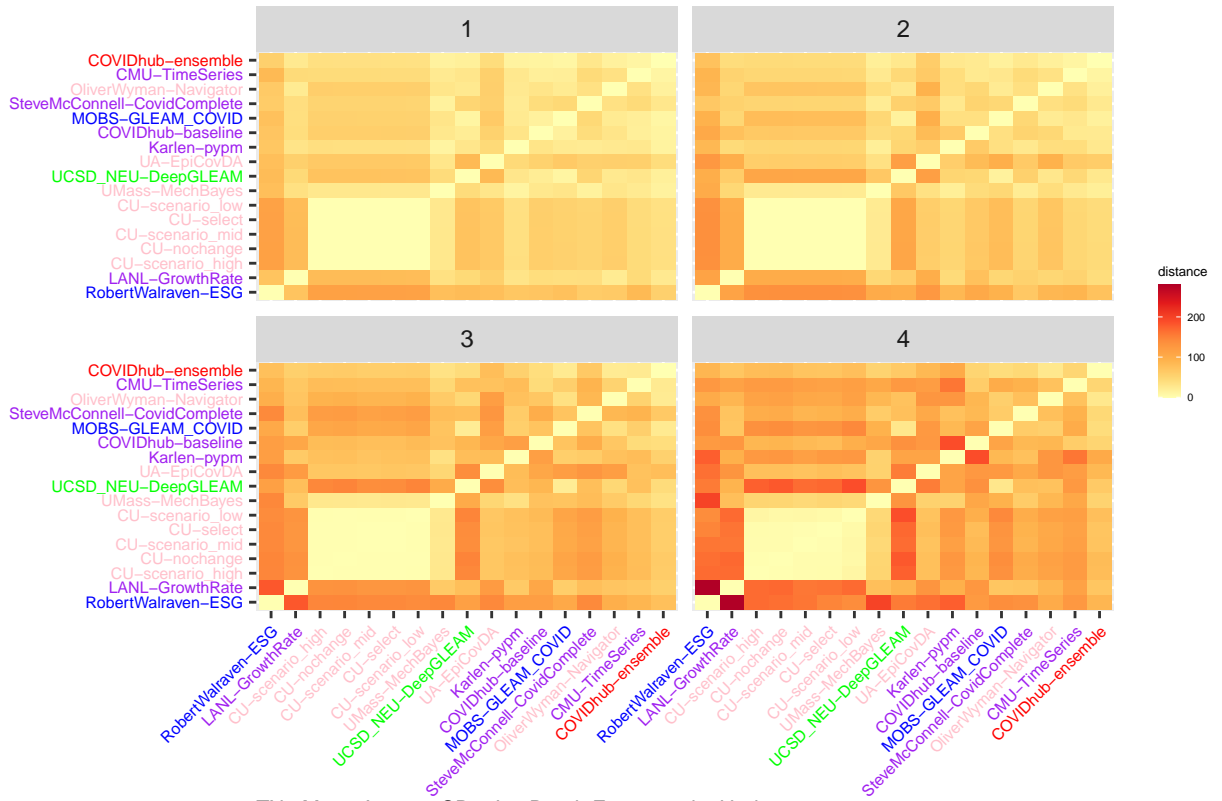 1
2
COVIDhub−ensemble
CMU−TimeSeries
OliverWyman−Navigator
SteveMcConnell−CovidComplete
MOBS−GLEAM_COVID
COVIDhub−baseline
Karlen−pypm
UA−EpiCovDA
UCSD_NEU−DeepGLEAM
UMass−MechBayes
CU−scenario_low
CU−select
CU−scenario_mid
CU−nochange
CU−scenario_high
LANL−GrowthRate
RobertWalraven−ESG
distance
200
100
0
3
4
COVIDhub−ensemble
CMU−TimeSeries
OliverWyman−Navigator
SteveMcConnell−CovidComplete
MOBS−GLEAM_COVID
COVIDhub−baseline
Karlen−pypm
UA−EpiCovDA
UCSD_NEU−DeepGLEAM
UMass−MechBayes
CU−scenario_low
CU−select
CU−scenario_mid
CU−nochange
CU−scenario_high
LANL−GrowthRate
RobertWalraven−ESG
RobertWalraven−ESG
LANL−GrowthRate
CU−scenario_high
CU−nochange
CU−scenario_mid
CU−select
CU−scenario_low
UMass−MechBayes
UCSD_NEU−DeepGLEAM
UA−EpiCovDA
Karlen−pypm
COVIDhub−baseline
MOBS−GLEAM_COVID
SteveMcConnell−CovidComplete
OliverWyman−Navigator
CMU−TimeSeries
COVIDhub−ensemble
RobertWalraven−ESG
LANL−GrowthRate
CU−scenario_high
CU−nochange
CU−scenario_mid
CU−select
CU−scenario_low
UMass−MechBayes
UCSD_NEU−DeepGLEAM
UA−EpiCovDA
Karlen−pypm
COVIDhub−baseline
MOBS−GLEAM_COVID
SteveMcConnell−CovidComplete
OliverWyman−Navigator
CMU−TimeSeries
COVIDhub−ensemble